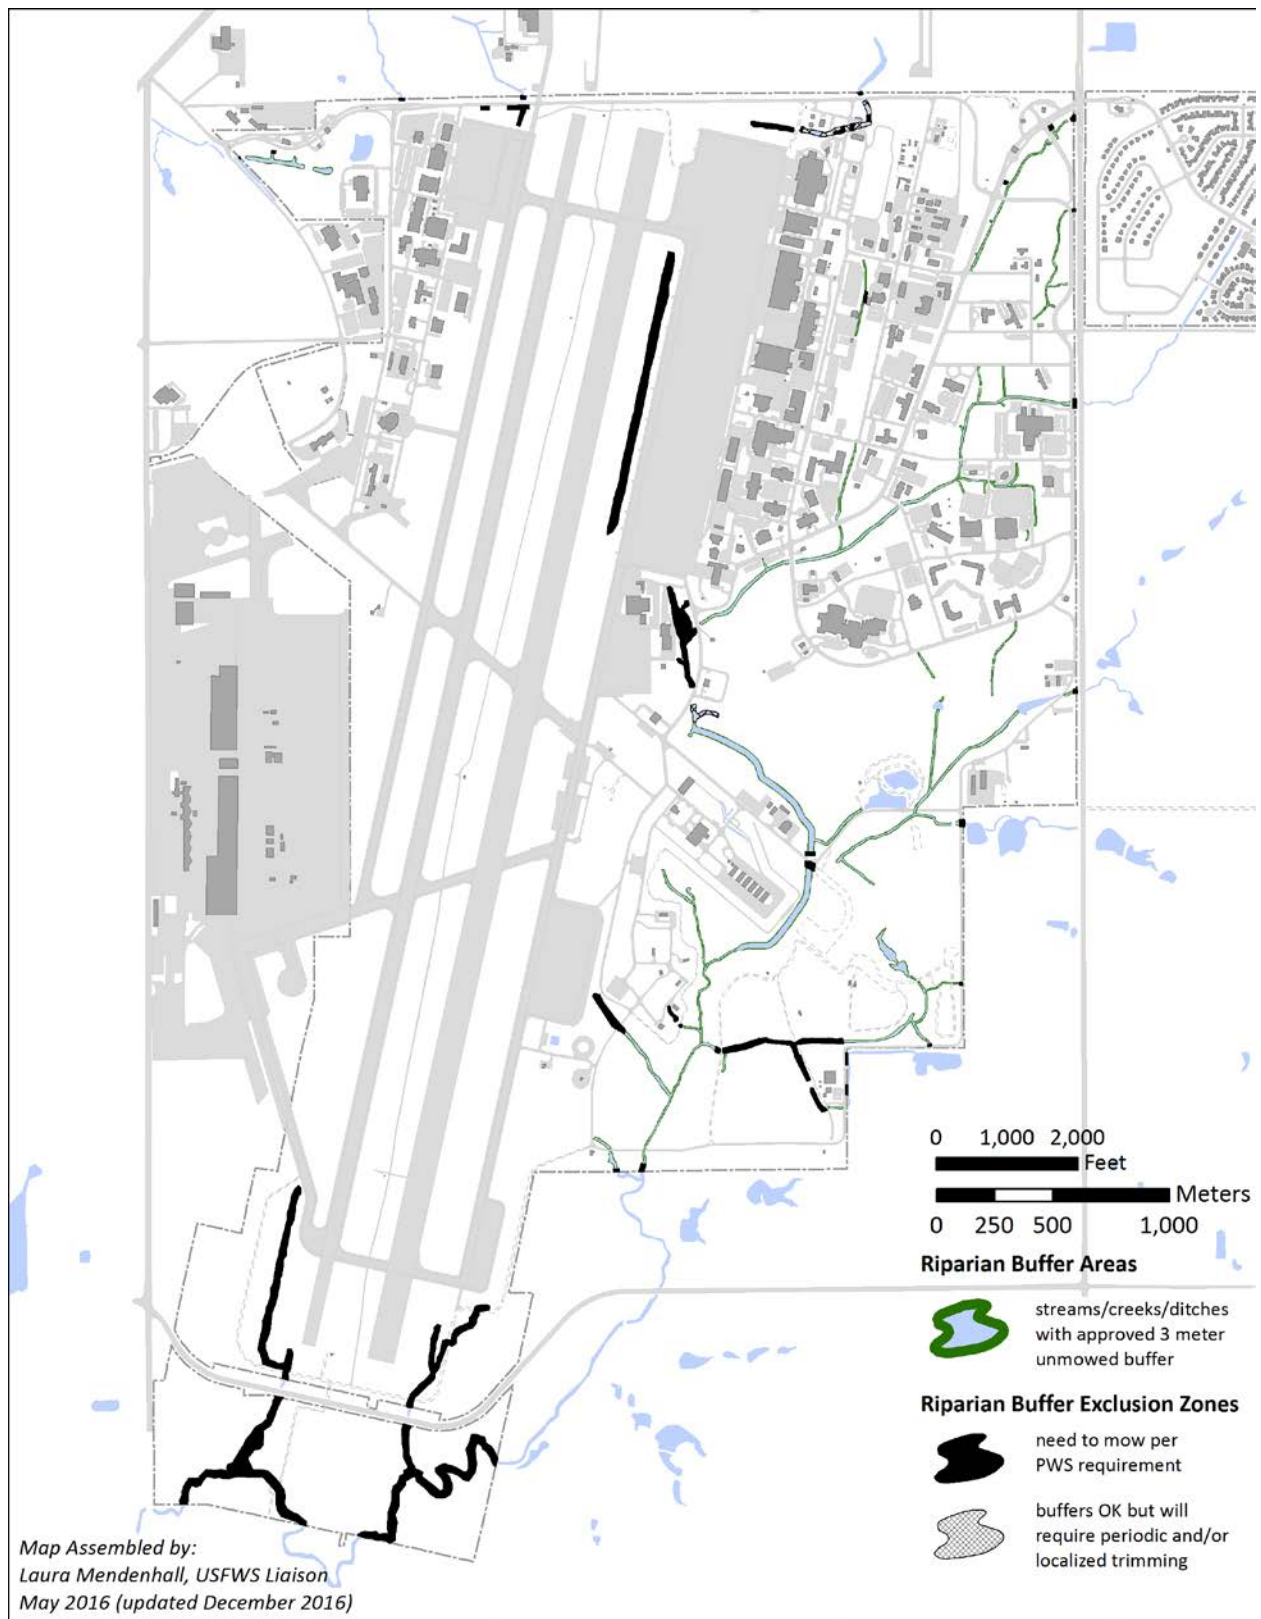 0 1,000 2,000
Feet
Meters
0 250 500 1,000
Riparian Buffer Areas
streams/creeks/ditches
with approved 3 meter
unmowed buffer
Riparian Buffer Exclusion Zones
need to mow per
PWS requirement
buffers OK but will
require periodic and/or
localized trimming
Map Assembled by:
Laura Mendenhall, USFWS Liaison
May 2016 (updated December 2016)